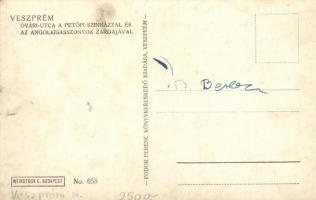 VESZPRÉM
ÓVÁRI-UTCA A PETŐFI SZINHÁZZAL ÉS
AZ ANGOLKISASSZONYOK ZÁRDÁJÁVAL
— FODOR FERENC KÖNYVKERESKEDŐ KIADÁSA, VESZPRÉM —
WEINSTOCK E. BUDAPEST
No. 658
Veszprém m.
2500.-